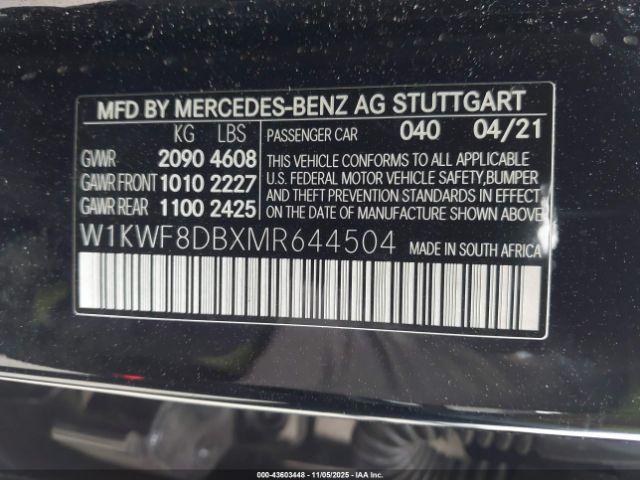 MFD BY MERCEDES-BENZ AG STUTTGART
KG LBS
GVWR 2090 4608
GAWR FRONT 1010 2227
GAWR REAR 1100 2425
PASSENGER CAR 040 04/21
THIS VEHICLE CONFORMS TO ALL APPLICABLE
U.S. FEDERAL MOTOR VEHICLE SAFETY,BUMPER
AND THEFT PREVENTION STANDARDS IN EFFECT
ON THE DATE OF MANUFACTURE SHOWN ABOVE.
W1KWF8DBXMR644504 MADE IN SOUTH AFRICA
000-43603448 - 11/05/2025 - IAA Inc.